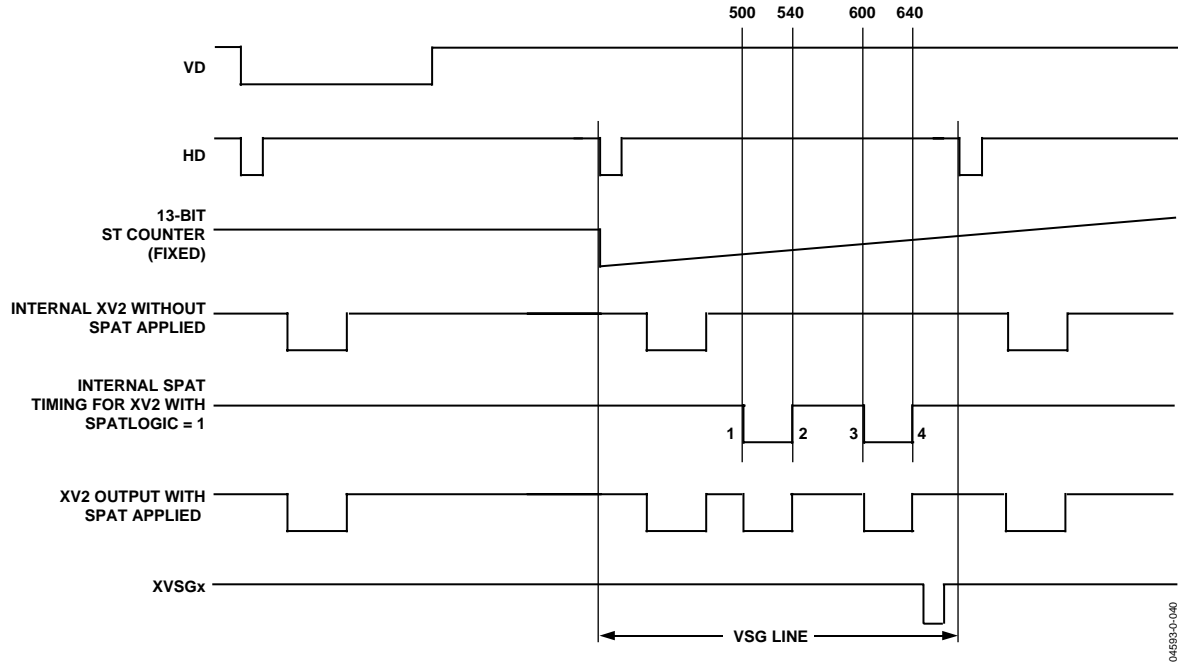 500 540 600 640
VD
HD
13-BIT
ST COUNTER
(FIXED)
INTERNAL XV2 WITHOUT
SPAT APPLIED
INTERNAL SPAT
TIMING FOR XV2 WITH
SPATLOGIC = 1
1 2 3 4
XV2 OUTPUT WITH
SPAT APPLIED
XVSGx
VSG LINE
04593-0-040